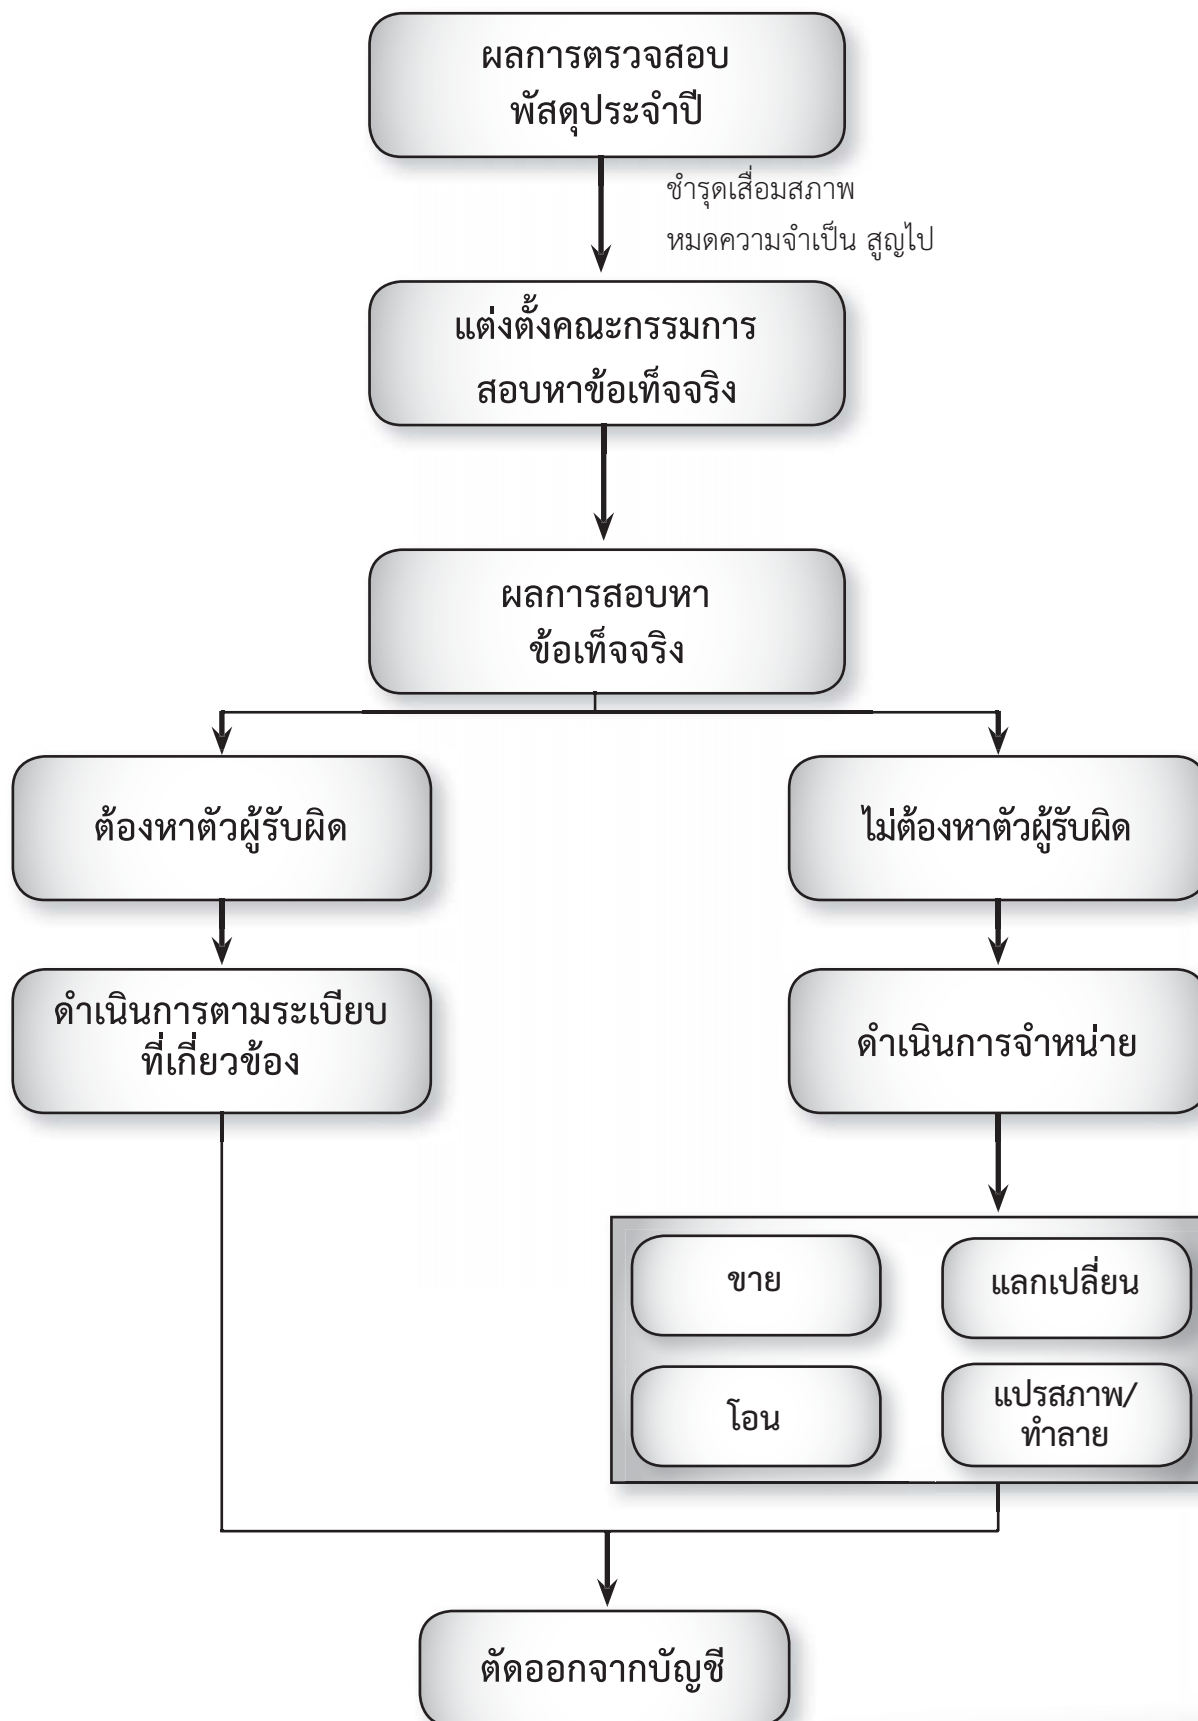 ผลการตรวจสอบ
พัสดุประจำปี
ชำรุดเสื่อมสภาพ
หมดความจำเป็น สูญไป
แต่งตั้งคณะกรรมการ
สอบหาข้อเท็จจริง
ผลการสอบหา
ข้อเท็จจริง
ต้องหาตัวผู้รับผิด
ไม่ต้องหาตัวผู้รับผิด
ดำเนินการตามระเบียบ
ที่เกี่ยวข้อง
ดำเนินการจำหน่าย
ขาย
แลกเปลี่ยน
โอน
แปรสภาพ/
ทำลาย
ตัดออกจากบัญชี